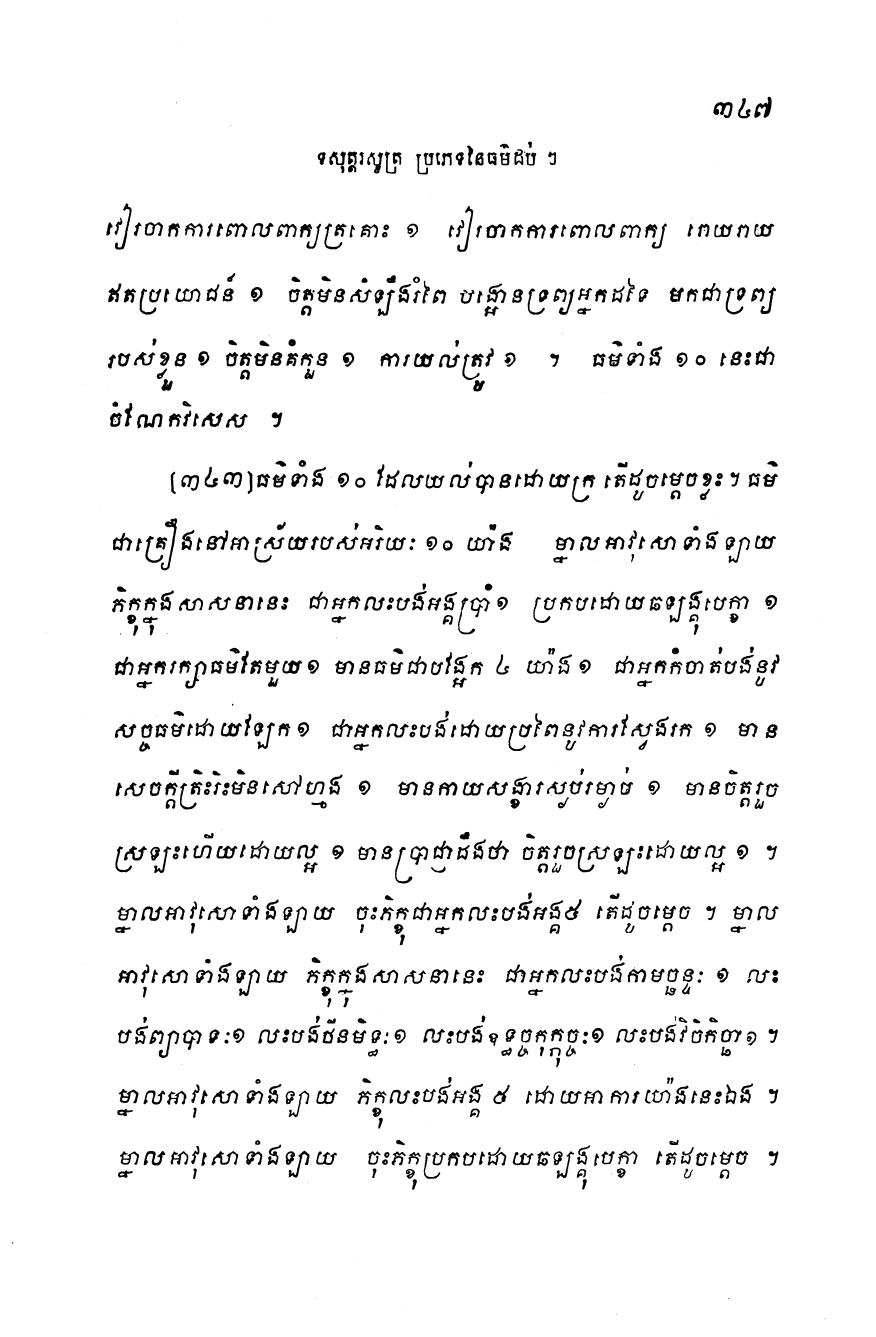 ៣៤៧
ទសុត្តរសូត្រ ប្រភេទនៃធម៌ដប់ ៗ
វៀរចាកការពោលពាក្យត្រគោះ ១ វៀរចាកការពោលពាក្យ រោយរាយ
ឥតប្រយោជន៍ ១ ចិត្តមិនសំឡឹងរំពៃ បង្អោនទ្រព្យអ្នកដទៃ មកជាទ្រព្យ
របស់ខ្លួន ១ ចិត្តមិនគំកួន ១ ការយល់ត្រូវ ១ ។ ធម៌ទាំង ១០ នេះជា
ចំណែកវិសេស ។
[៣៤៣] ធម៌ទាំង ១០ ដែលយល់បានដោយក្រ តើដូចម្តេចខ្លះ។ ធម៌
ជាគ្រឿងនៅអាស្រ័យរបស់អរិយៈ ១០ យ៉ាង ម្នាលអាវុសោទាំងឡាយ
ភិក្ខុក្នុងសាសនានេះ ជាអ្នកលះបង់អង្គប្រាំ ១ ប្រកបដោយឆឡង្គុបេក្ខា ១
ជាអ្នករក្សាធម៌តែមួយ ១ មានធម៌ជាបង្អែក ៤ យ៉ាង ១ ជាអ្នកកំចាត់បង់នូវ
សច្ចធម៌ដោយឡែក ១ ជាអ្នកលះបង់ដោយប្រពៃនូវការស្វែងរក ១ មាន
សេចក្តីត្រិះរិះមិនសៅហ្មង ១ មានកាយសង្ខារស្ងប់រម្ងាប់ ១ មានចិត្តរួច
ស្រឡះហើយដោយល្អ ១ មានប្រាជ្ញាដឹងថា ចិត្តរួចស្រឡះដោយល្អ ១ ។
ម្នាលអាវុសោទាំងឡាយ ចុះភិក្ខុជាអ្នកលះបង់អង្គ៥ តើដូចម្តេច ។ ម្នាល
អាវុសោទាំងឡាយ ភិក្ខុក្នុងសាសនានេះ ជាអ្នកលះបង់កាមច្ឆន្ទៈ ១ លះ
បង់ព្យាបាទៈ១ លះបង់ថីនមិទ្ធៈ១ លះបង់ឧទ្ធច្ចកុក្កុច្ចៈ១ លះបង់វិចិកិច្ឆា១ ។
ម្នាលអាវុសោទាំងឡាយ ភិក្ខុលះបង់អង្គ ៥ ដោយអាការយ៉ាងនេះឯង ។
ម្នាលអាវុសោទាំងឡាយ ចុះភិក្ខុប្រកបដោយឆឡង្គុបេក្ខា តើដូចម្តេច ។